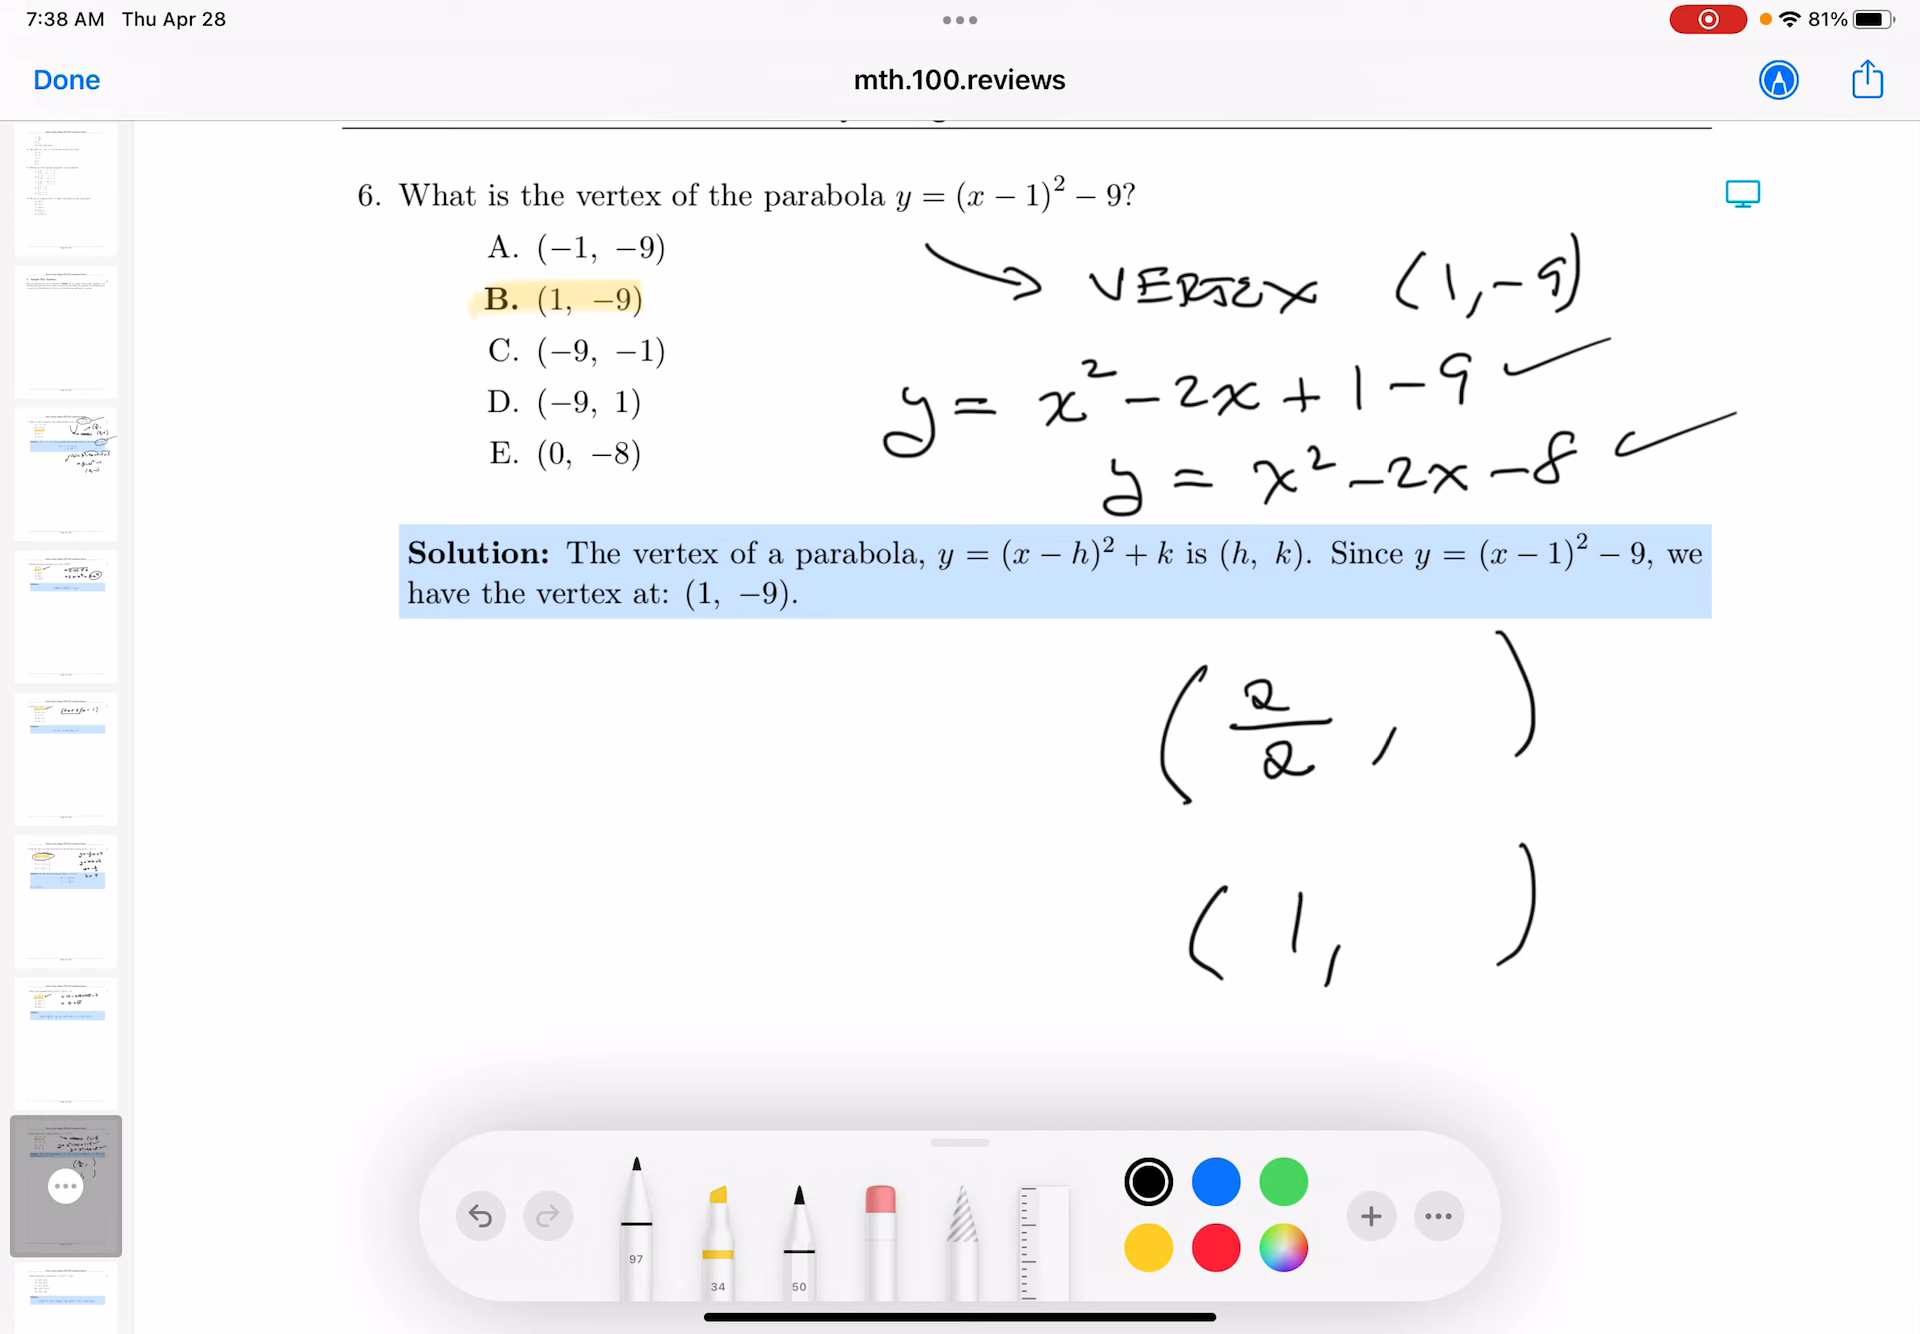 7:38 AM Thu Apr 28
81%
Done
mth.100.reviews
6. What is the vertex of the parabola y = (x − 1)² − 9?
A. (−1, −9)
B. (1, −9)
C. (−9, −1)
D. (−9, 1)
E. (0, −8)
VERTEX (1,-9)
y = x² - 2x + 1 - 9
y = x² - 2x - 8
Solution: The vertex of a parabola, y = (x − h)² + k is (h, k). Since y = (x − 1)² − 9, we
have the vertex at: (1, −9).
(2/2, )
(1, )
97
34
50